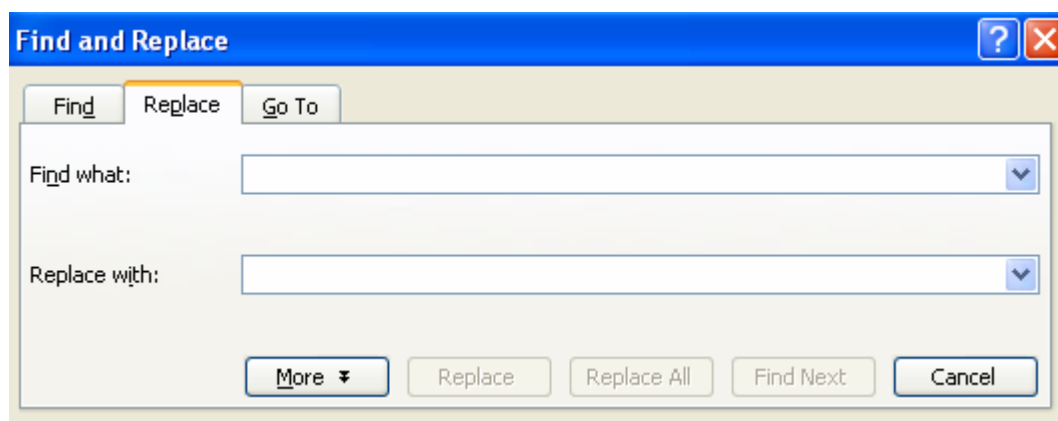 Find and Replace
Find Replace Go To
Find what:
Replace with:
More Replace Replace All Find Next Cancel